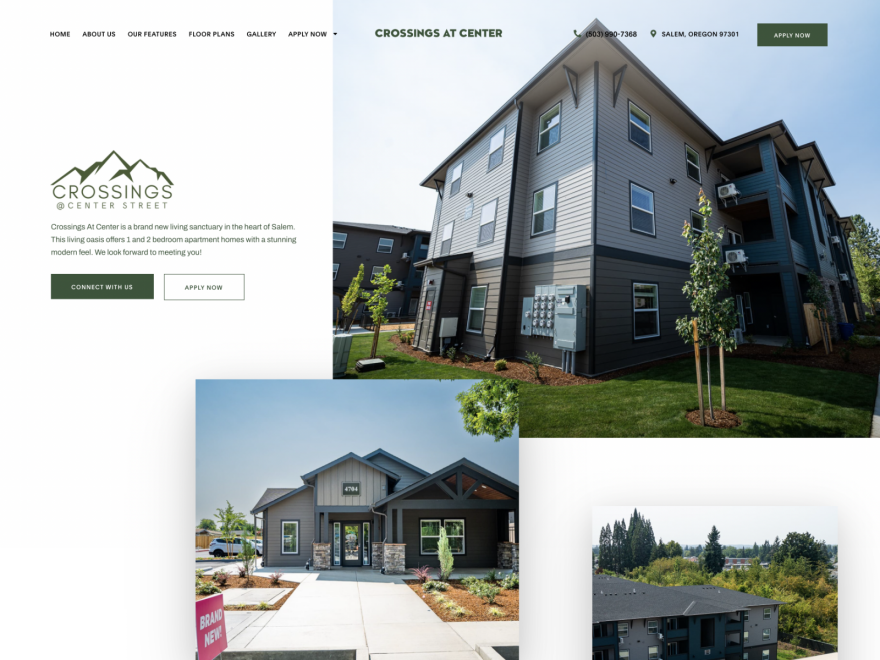 HOME ABOUT US OUR FEATURES FLOOR PLANS GALLERY APPLY NOW CROSSINGS AT CENTER (503) 990-7368 SALEM, OREGON 97301 APPLY NOW
CROSSINGS
@CENTER STREET
Crossings At Center is a brand new living sanctuary in the heart of Salem.
This living oasis offers 1 and 2 bedroom apartment homes with a stunning
modern feel. We look forward to meeting you!
CONNECT WITH US APPLY NOW
4704
BRAND
NEW!